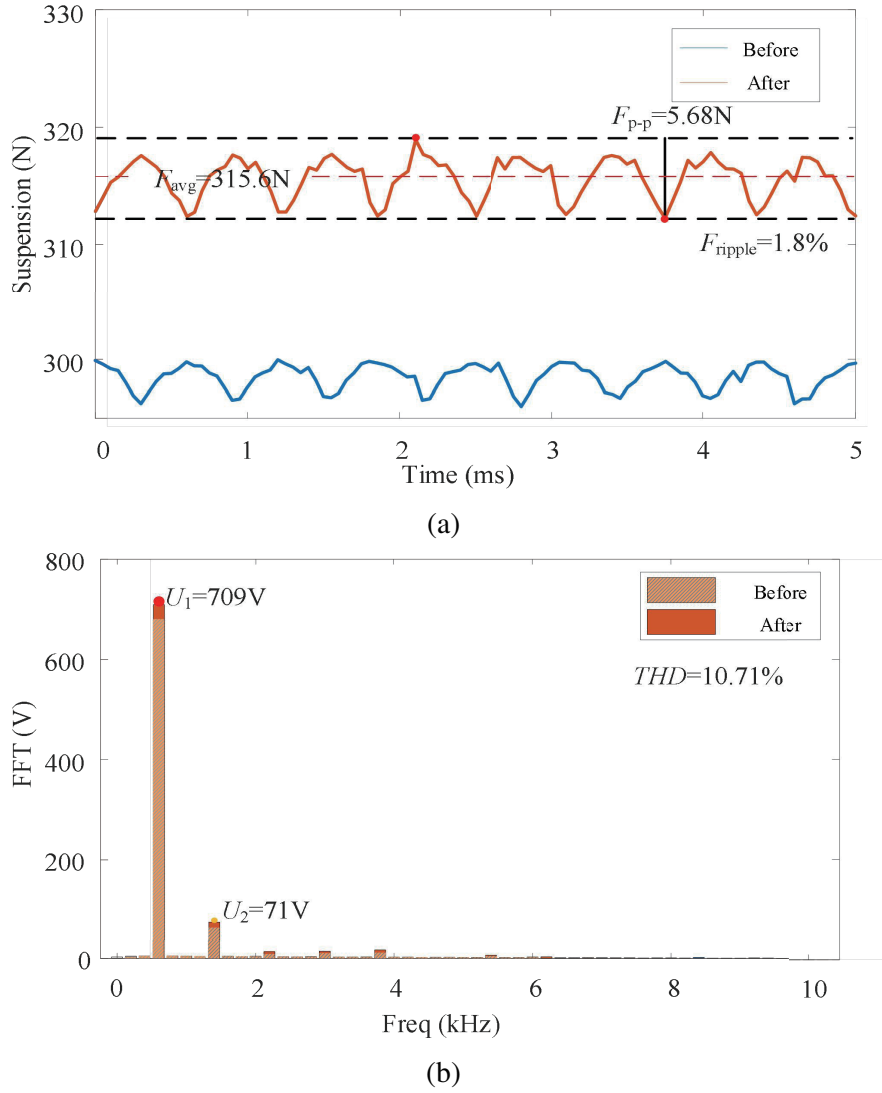 330
320
310
300
Suspension (N)
Before
After
Fp-p=5.68N
Favg=315.6N
Fripple=1.8%
0 1 2 3 4 5
Time (ms)
(a)
800
600
400
200
0
FFT (V)
U1=709V
U2=71V
Before
After
THD=10.71%
0 2 4 6 8 10
Freq (kHz)
(b)